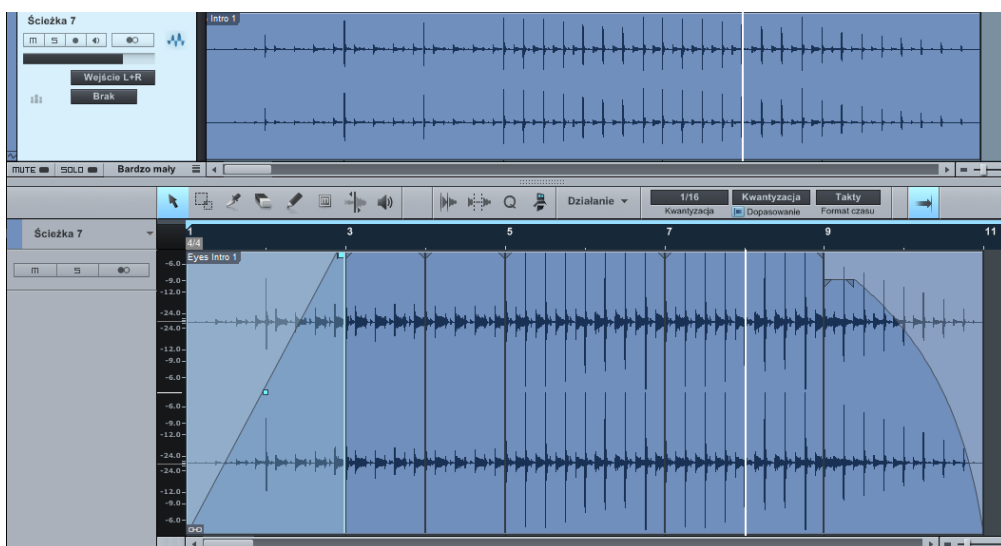 Ścieżka 7
Intro 1
M S
Wejście L+R
Brak
MUTE SOLO Bardzo mały
Działanie
1/16 Kwantyzacja Takty
Kwantyzacja Dopasowanie Format czasu
Ścieżka 7
1 3 5 7 9 11
4/4
Eyes Intro 1
M S
-6.0
-9.0
-12.0
-24.0
-24.0
-12.0
-9.0
-6.0
-6.0
-9.0
-12.0
-24.0
-24.0
-12.0
-9.0
-6.0